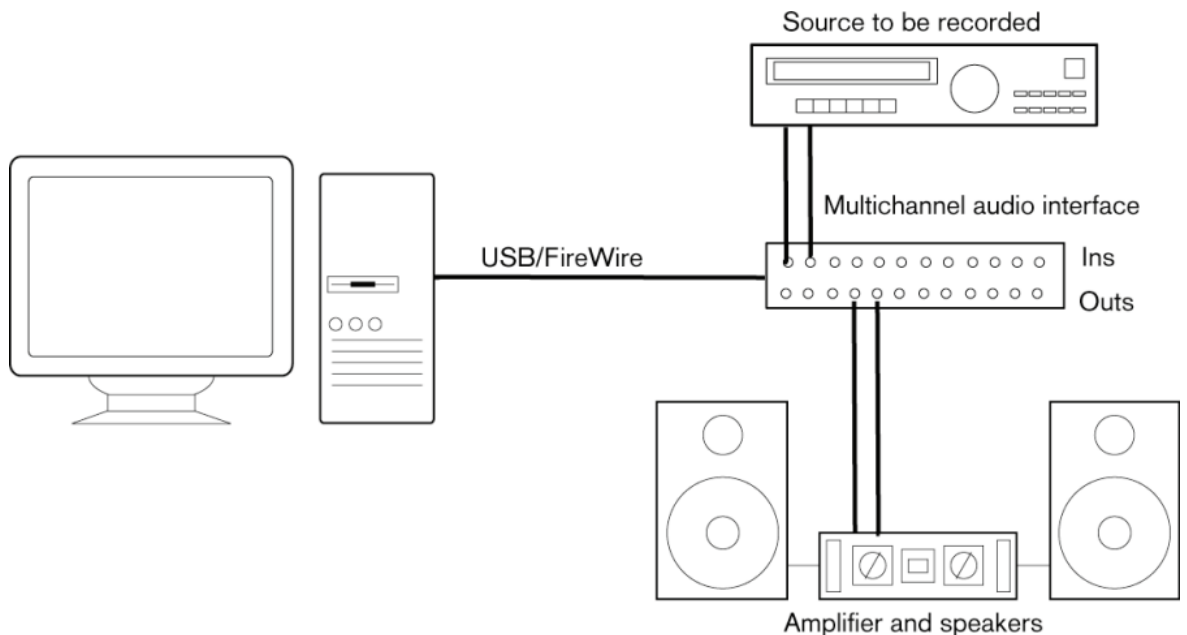 Source to be recorded
Multichannel audio interface
USB/FireWire
Ins
Outs
Amplifier and speakers